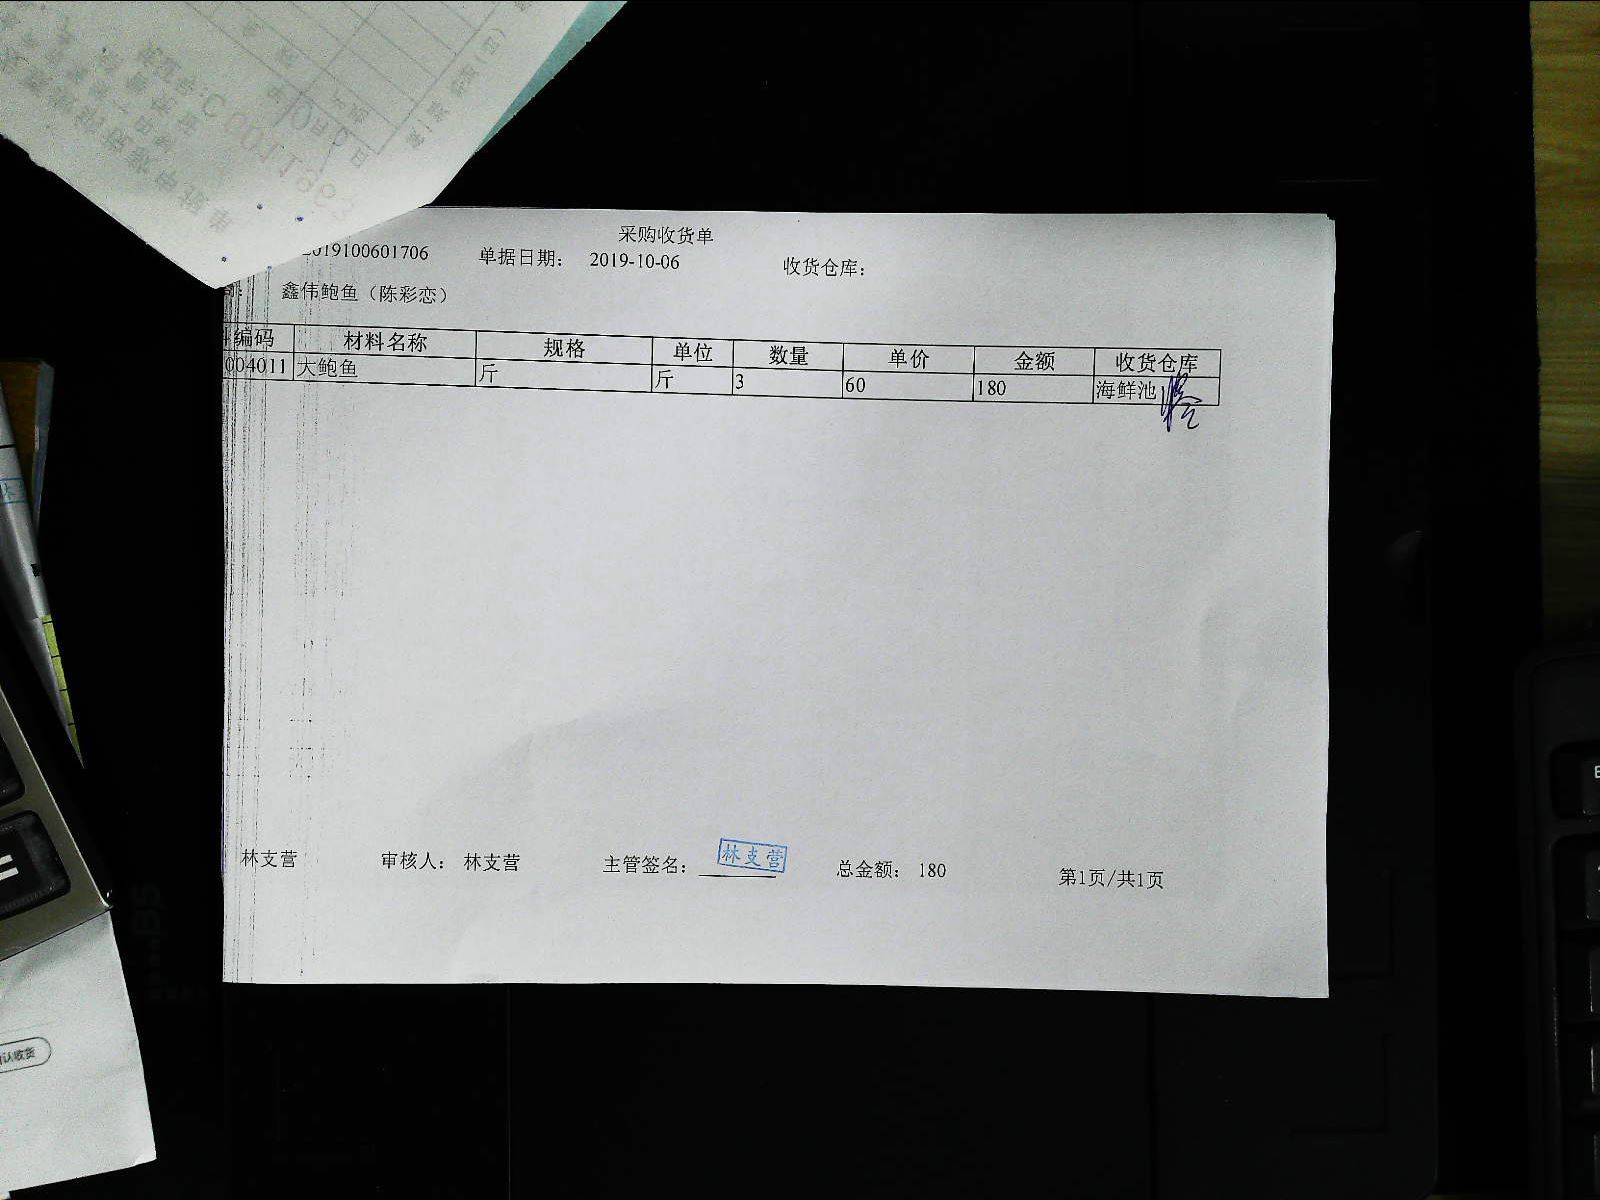 采购收货单
2019100601706 单据日期： 2019-10-06 收货仓库：
鑫伟鲍鱼（陈彩恋）
编码 材料名称 规格 单位 数量 单价 金额 收货仓库
004011 大鲍鱼 斤 斤 3 60 180 海鲜池
林支营 审核人： 林支营 主管签名： 林支营 总金额： 180 第1页/共1页
认收货